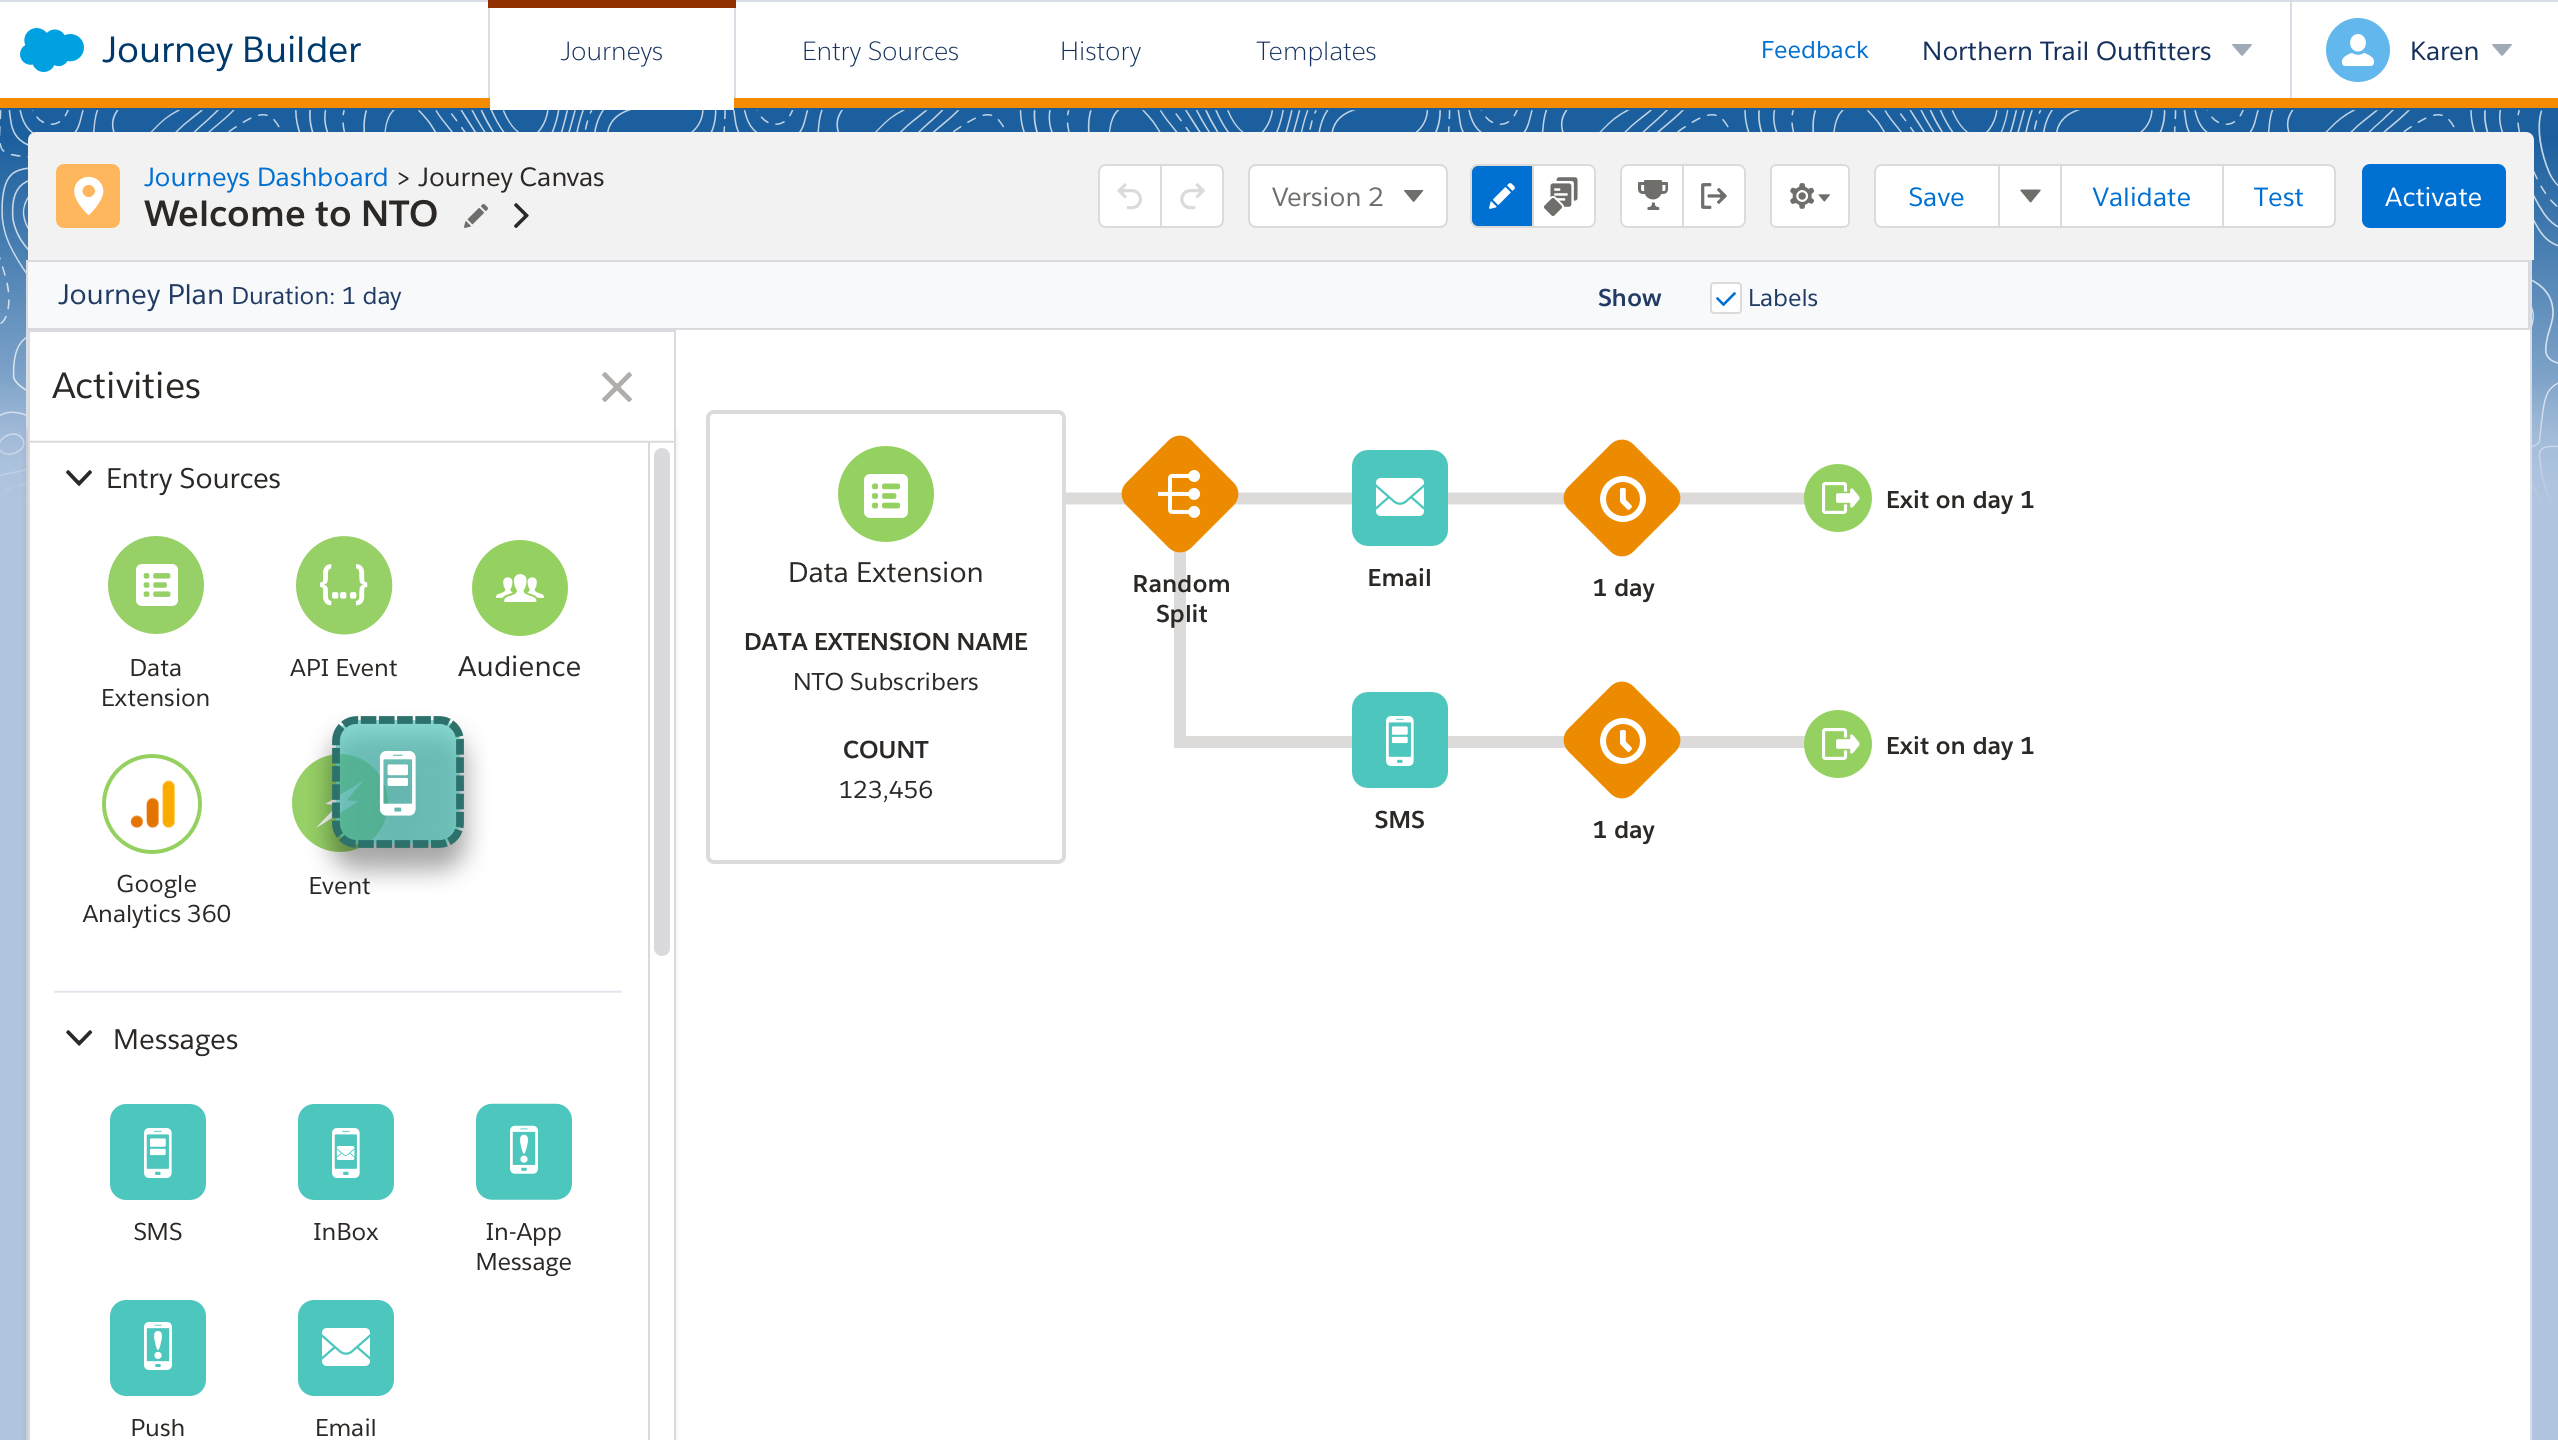 Journey Builder
Journeys
Entry Sources
History
Templates
Feedback
Northern Trail Outfitters
Karen
Journeys Dashboard > Journey Canvas
Welcome to NTO
Version 2
Save
Validate
Test
Activate
Journey Plan Duration: 1 day
Show
Labels
Activities
Entry Sources
Data
Extension
API Event
Audience
Google
Analytics 360
Event
Messages
SMS
InBox
In-App
Message
Push
Email
Data Extension
DATA EXTENSION NAME
NTO Subscribers
COUNT
123,456
Random
Split
Email
1 day
Exit on day 1
SMS
1 day
Exit on day 1